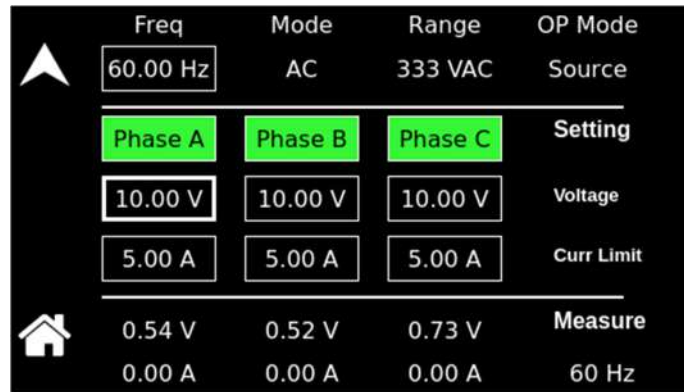 Freq Mode Range OP Mode
60.00 Hz AC 333 VAC Source
Phase A Phase B Phase C Setting
10.00 V 10.00 V 10.00 V Voltage
5.00 A 5.00 A 5.00 A Curr Limit
0.54 V 0.52 V 0.73 V Measure
0.00 A 0.00 A 0.00 A 60 Hz